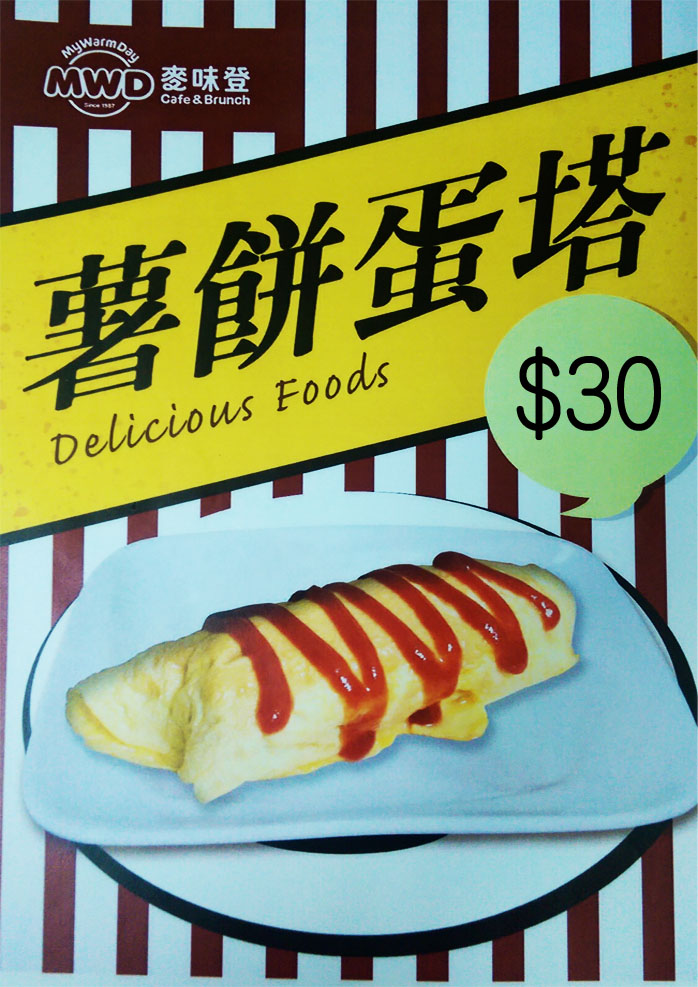 MyWarmDay
MWD 麥味登
Since 1987
Cafe & Brunch
薯餅蛋塔
Delicious Foods
$30